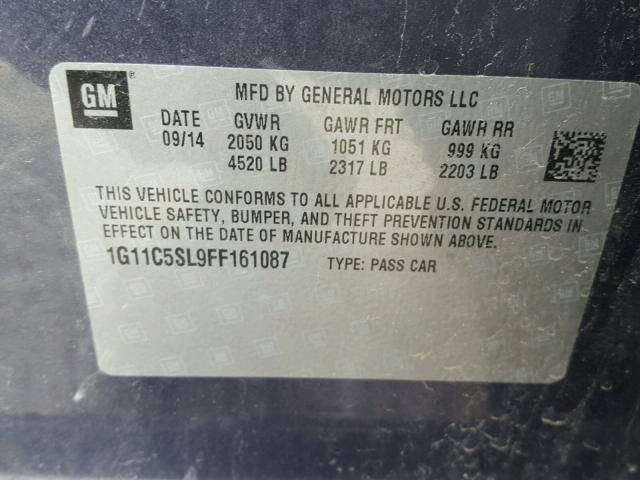 GM ® MFD BY GENERAL MOTORS LLC
DATE GVWR GAWR FRT GAWR RR
09/14 2050 KG 1051 KG 999 KG
4520 LB 2317 LB 2203 LB
THIS VEHICLE CONFORMS TO ALL APPLICABLE U.S. FEDERAL MOTOR
VEHICLE SAFETY, BUMPER, AND THEFT PREVENTION STANDARDS IN
EFFECT ON THE DATE OF MANUFACTURE SHOWN ABOVE.
1G11C5SL9FF161087 TYPE: PASS CAR